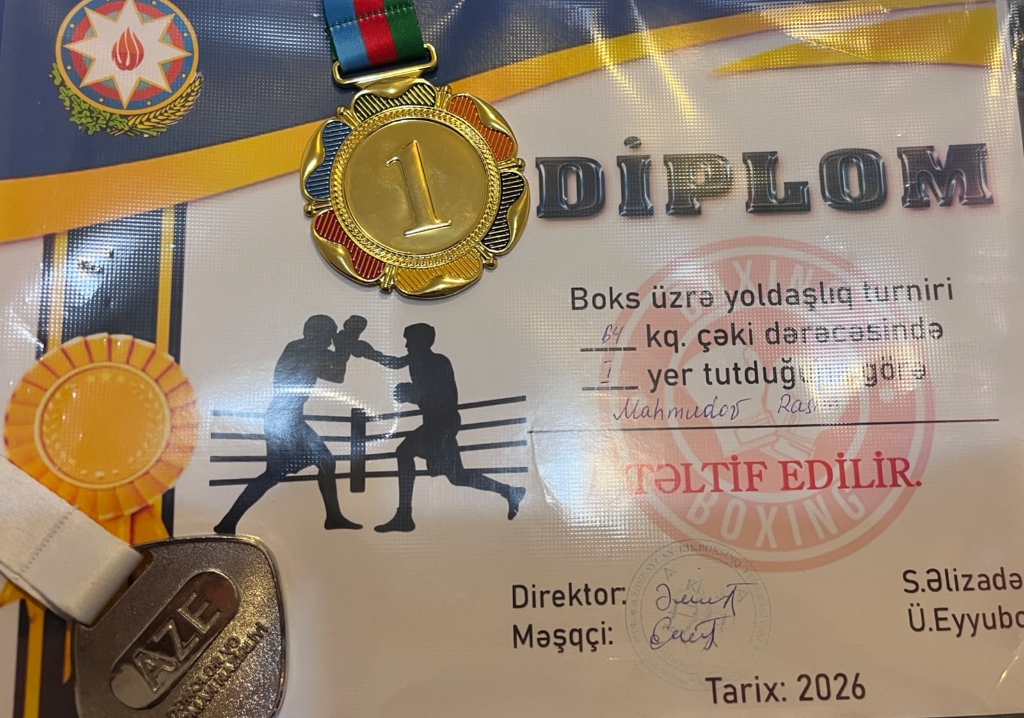 1
DİPLOM
Boks üzrə yoldaşlıq turniri
64 kq. çəki dərəcəsində
I yer tutduğuna görə
Mahmudov
TƏLTİF EDİLİR.
BOXING
BOXING
Direktor: S.Əlizadə
Məşqçi:
Tarix: 2026
AZE